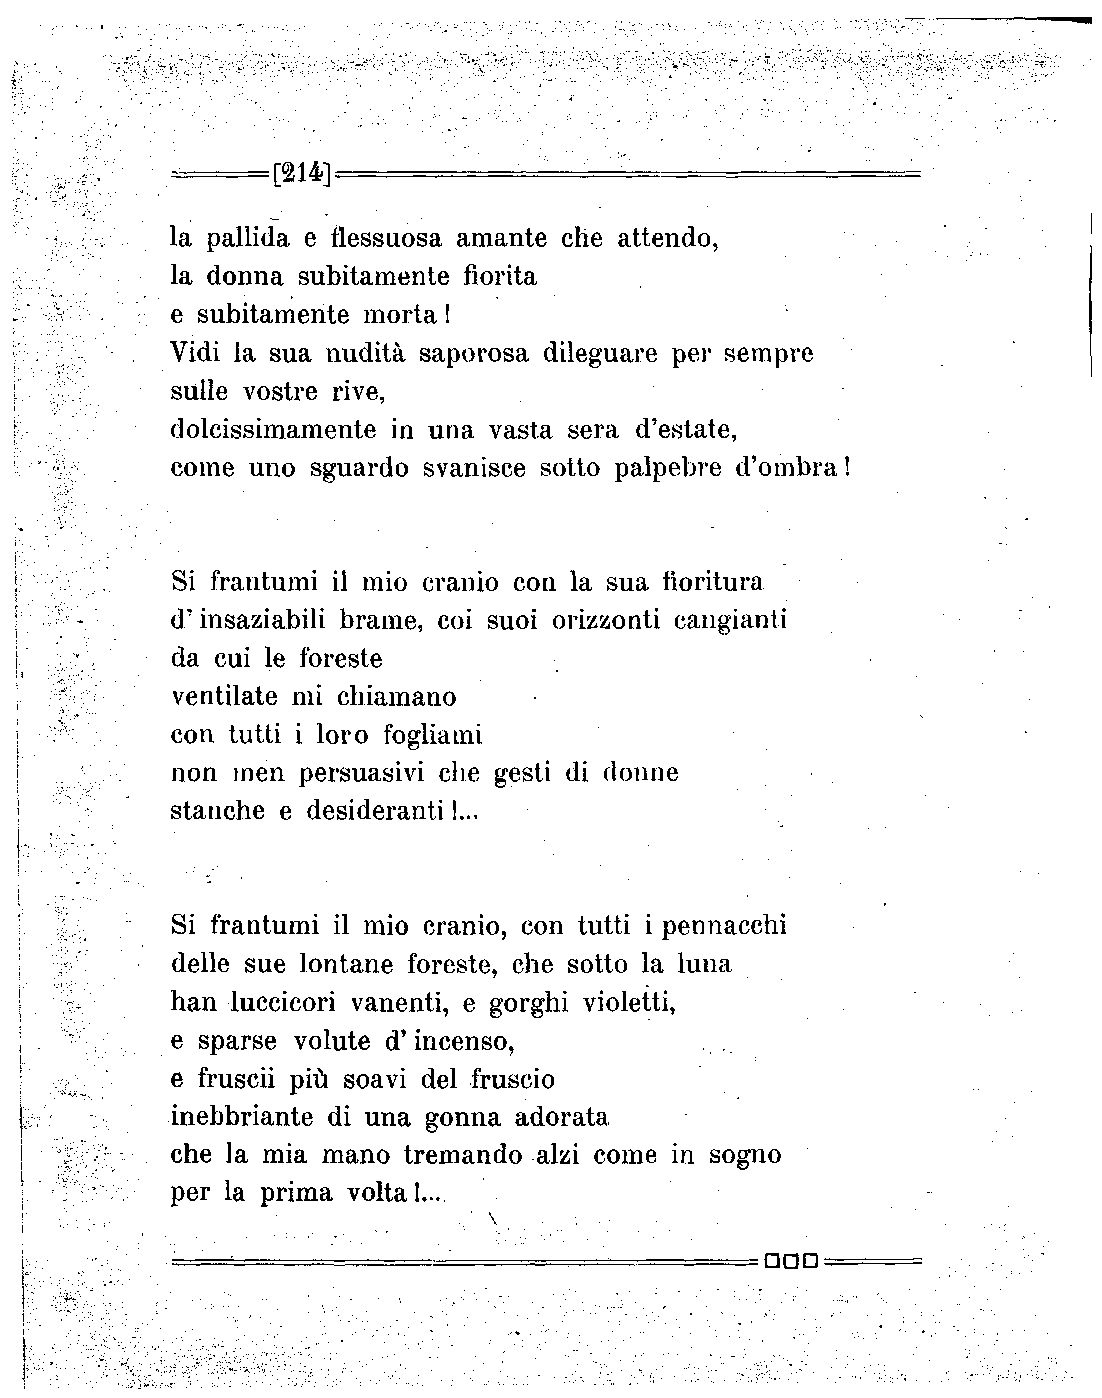 [214]
la pallida e flessuosa amante che attendo,
la donna subitamente fiorita
e subitamente morta!
Vidi la sua nudità saporosa dileguare per sempre
sulle vostre rive,
dolcissimamente in una vasta sera d'estate,
come uno sguardo svanisce sotto palpebre d'ombra!
Si frantumi il mio cranio con la sua fioritura
d'insaziabili brame, coi suoi orizzonti cangianti
da cui le foreste
ventilate mi chiamano
con tutti i loro fogliami
non men persuasivi che gesti di donne
stanche e desideranti!...
Si frantumi il mio cranio, con tutti i pennacchi
delle sue lontane foreste, che sotto la luna
han luccicori vanenti, e gorghi violetti,
e sparse volute d'incenso,
e fruscii più soavi del fruscio
inebbriante di una gonna adorata
che la mia mano tremando alzi come in sogno
per la prima volta!...